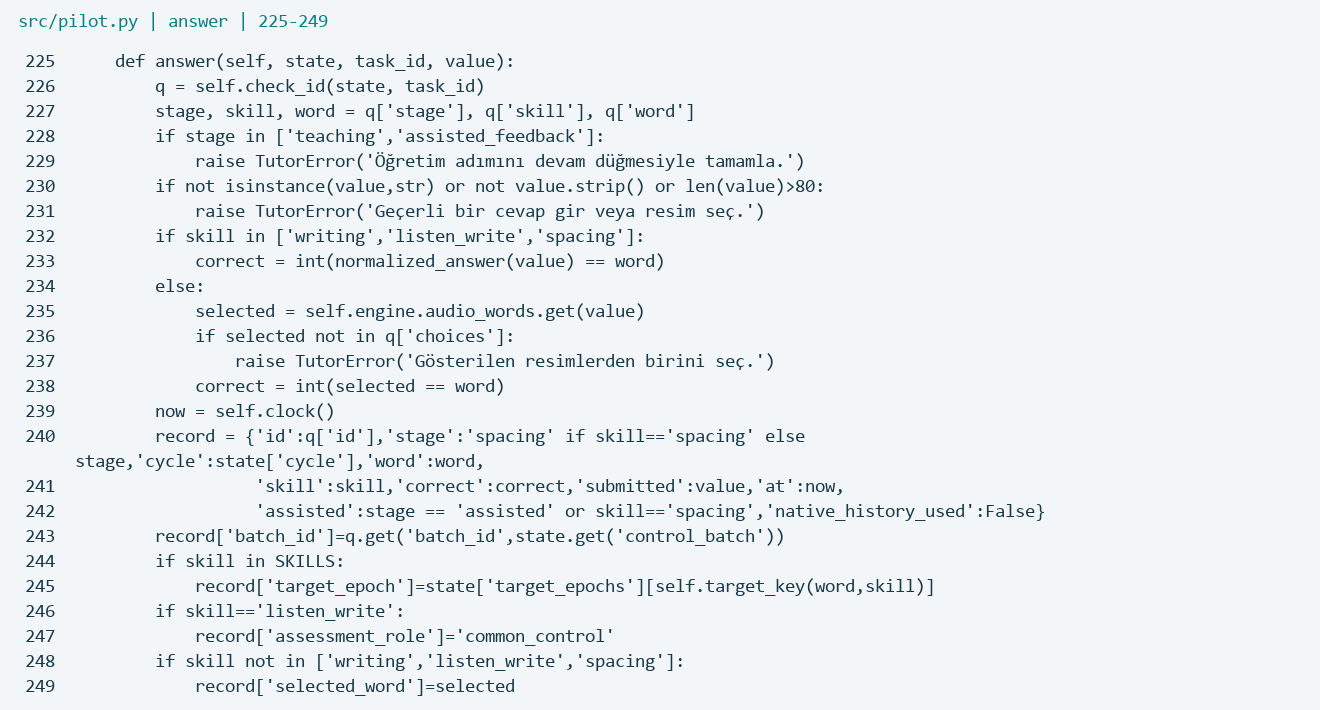 src/pilot.py | answer | 225-249
225      def answer(self, state, task_id, value):
226          q = self.check_id(state, task_id)
227          stage, skill, word = q['stage'], q['skill'], q['word']
228          if stage in ['teaching','assisted_feedback']:
229              raise TutorError('Öğretim adımını devam düğmesiyle tamamla.')
230          if not isinstance(value,str) or not value.strip() or len(value)>80:
231              raise TutorError('Geçerli bir cevap gir veya resim seç.')
232          if skill in ['writing','listen_write','spacing']:
233              correct = int(normalized_answer(value) == word)
234          else:
235              selected = self.engine.audio_words.get(value)
236              if selected not in q['choices']:
237                  raise TutorError('Gösterilen resimlerden birini seç.')
238              correct = int(selected == word)
239          now = self.clock()
240          record = {'id':q['id'],'stage':'spacing' if skill=='spacing' else
stage,'cycle':state['cycle'],'word':word,
241                    'skill':skill,'correct':correct,'submitted':value,'at':now,
242                    'assisted':stage == 'assisted' or skill=='spacing','native_history_used':False}
243          record['batch_id']=q.get('batch_id',state.get('control_batch'))
244          if skill in SKILLS:
245              record['target_epoch']=state['target_epochs'][self.target_key(word,skill)]
246          if skill=='listen_write':
247              record['assessment_role']='common_control'
248          if skill not in ['writing','listen_write','spacing']:
249              record['selected_word']=selected